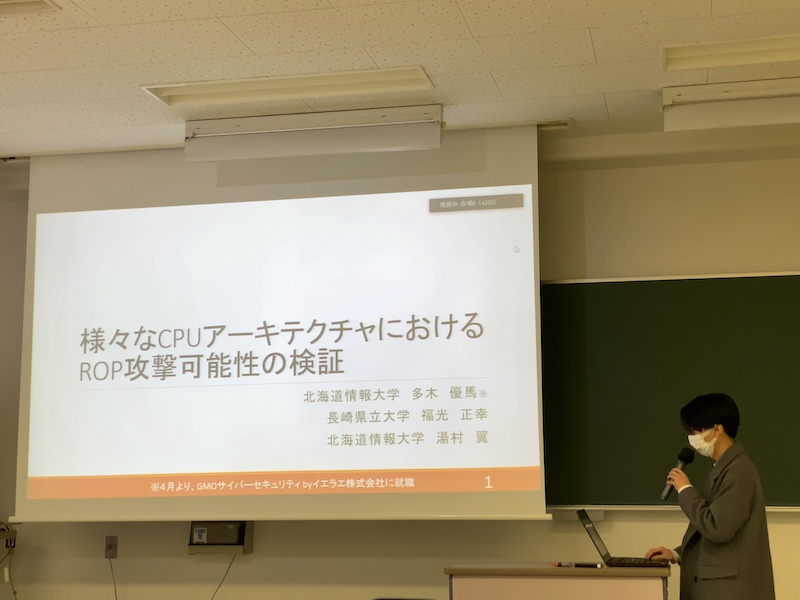 発表中: 会場B（4202）
様々なCPUアーキテクチャにおける
ROP攻撃可能性の検証
北海道情報大学　多木　優馬※
長崎県立大学　福光　正幸
北海道情報大学　湯村　翼
※4月より、GMOサイバーセキュリティbyイエラエ株式会社に就職
1